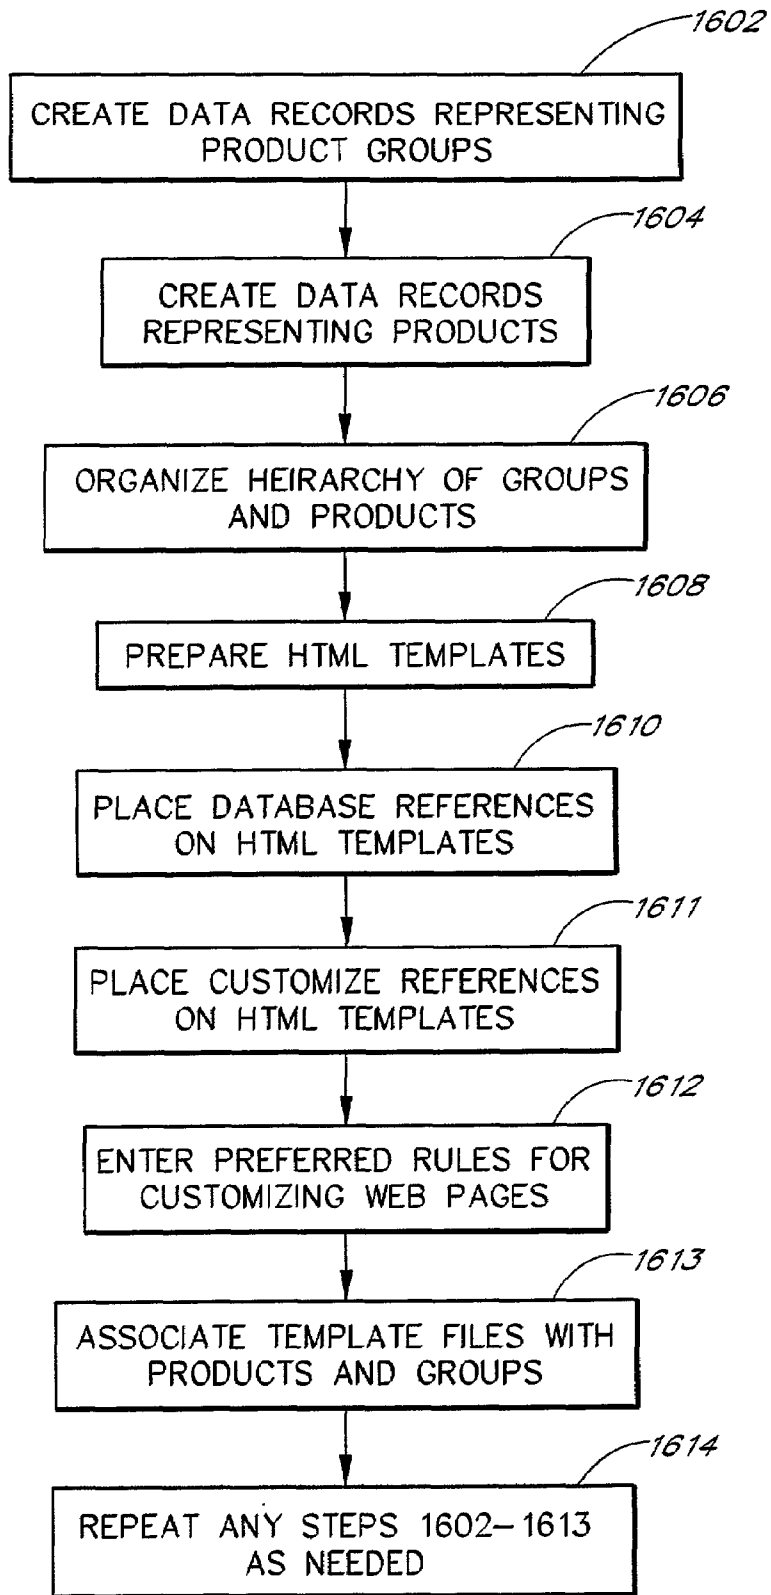 1602
CREATE DATA RECORDS REPRESENTING
PRODUCT GROUPS
1604
CREATE DATA RECORDS
REPRESENTING PRODUCTS
1606
ORGANIZE HEIRARCHY OF GROUPS
AND PRODUCTS
1608
PREPARE HTML TEMPLATES
1610
PLACE DATABASE REFERENCES
ON HTML TEMPLATES
1611
PLACE CUSTOMIZE REFERENCES
ON HTML TEMPLATES
1612
ENTER PREFERRED RULES FOR
CUSTOMIZING WEB PAGES
1613
ASSOCIATE TEMPLATE FILES WITH
PRODUCTS AND GROUPS
1614
REPEAT ANY STEPS 1602-1613
AS NEEDED